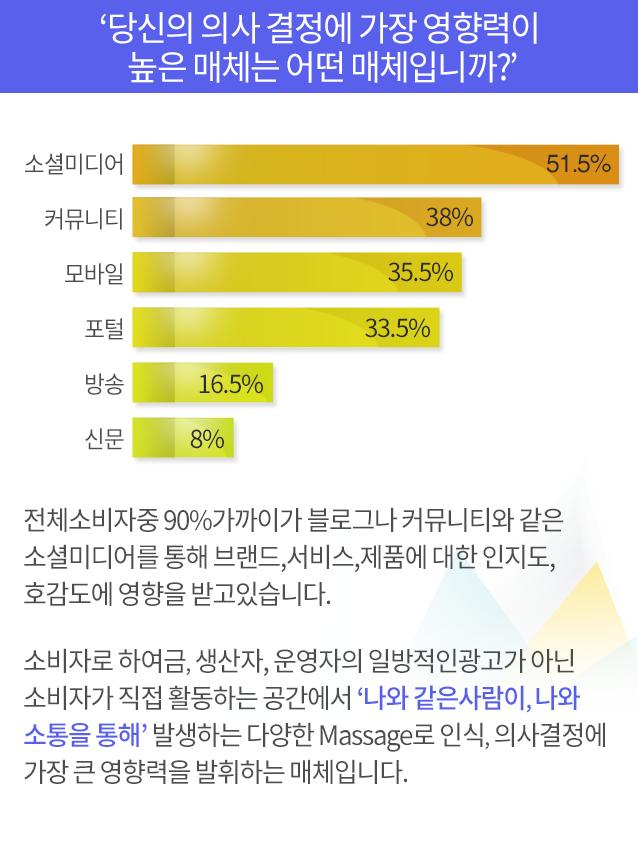 ‘당신의 의사 결정에 가장 영향력이
높은 매체는 어떤 매체입니까?’
소셜미디어 51.5%
커뮤니티 38%
모바일 35.5%
포털 33.5%
방송 16.5%
신문 8%
전체소비자중 90%가까이가 블로그나 커뮤니티와 같은
소셜미디어를 통해 브랜드,서비스,제품에 대한 인지도,
호감도에 영향을 받고있습니다.
소비자로 하여금, 생산자, 운영자의 일방적인광고가 아닌
소비자가 직접 활동하는 공간에서 ‘나와 같은사람이, 나와
소통을 통해’ 발생하는 다양한 Massage로 인식, 의사결정에
가장 큰 영향력을 발휘하는 매체입니다.